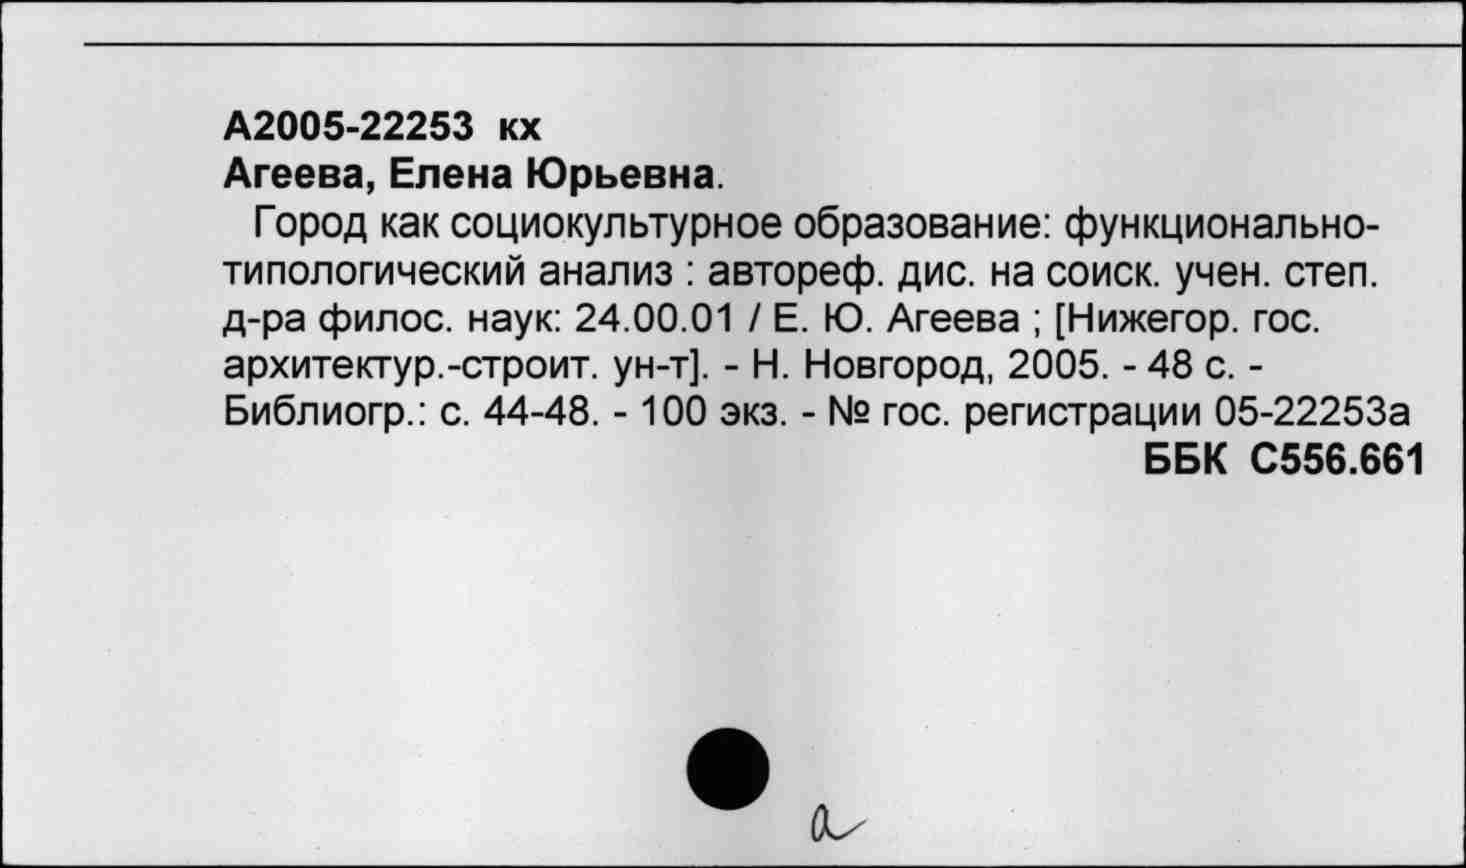 А2005-22253 кх
Агеева, Елена Юрьевна.
Город как социокультурное образование: функционально-
типологический анализ : автореф. дис. на соиск. учен. степ.
д-ра филос. наук: 24.00.01 / Е. Ю. Агеева ; [Нижегор. гос.
архитектур.-строит. ун-т]. - Н. Новгород, 2005. - 48 с. -
Библиогр.: с. 44-48. - 100 экз. - № гос. регистрации 05-22253а
ББК С556.661
а